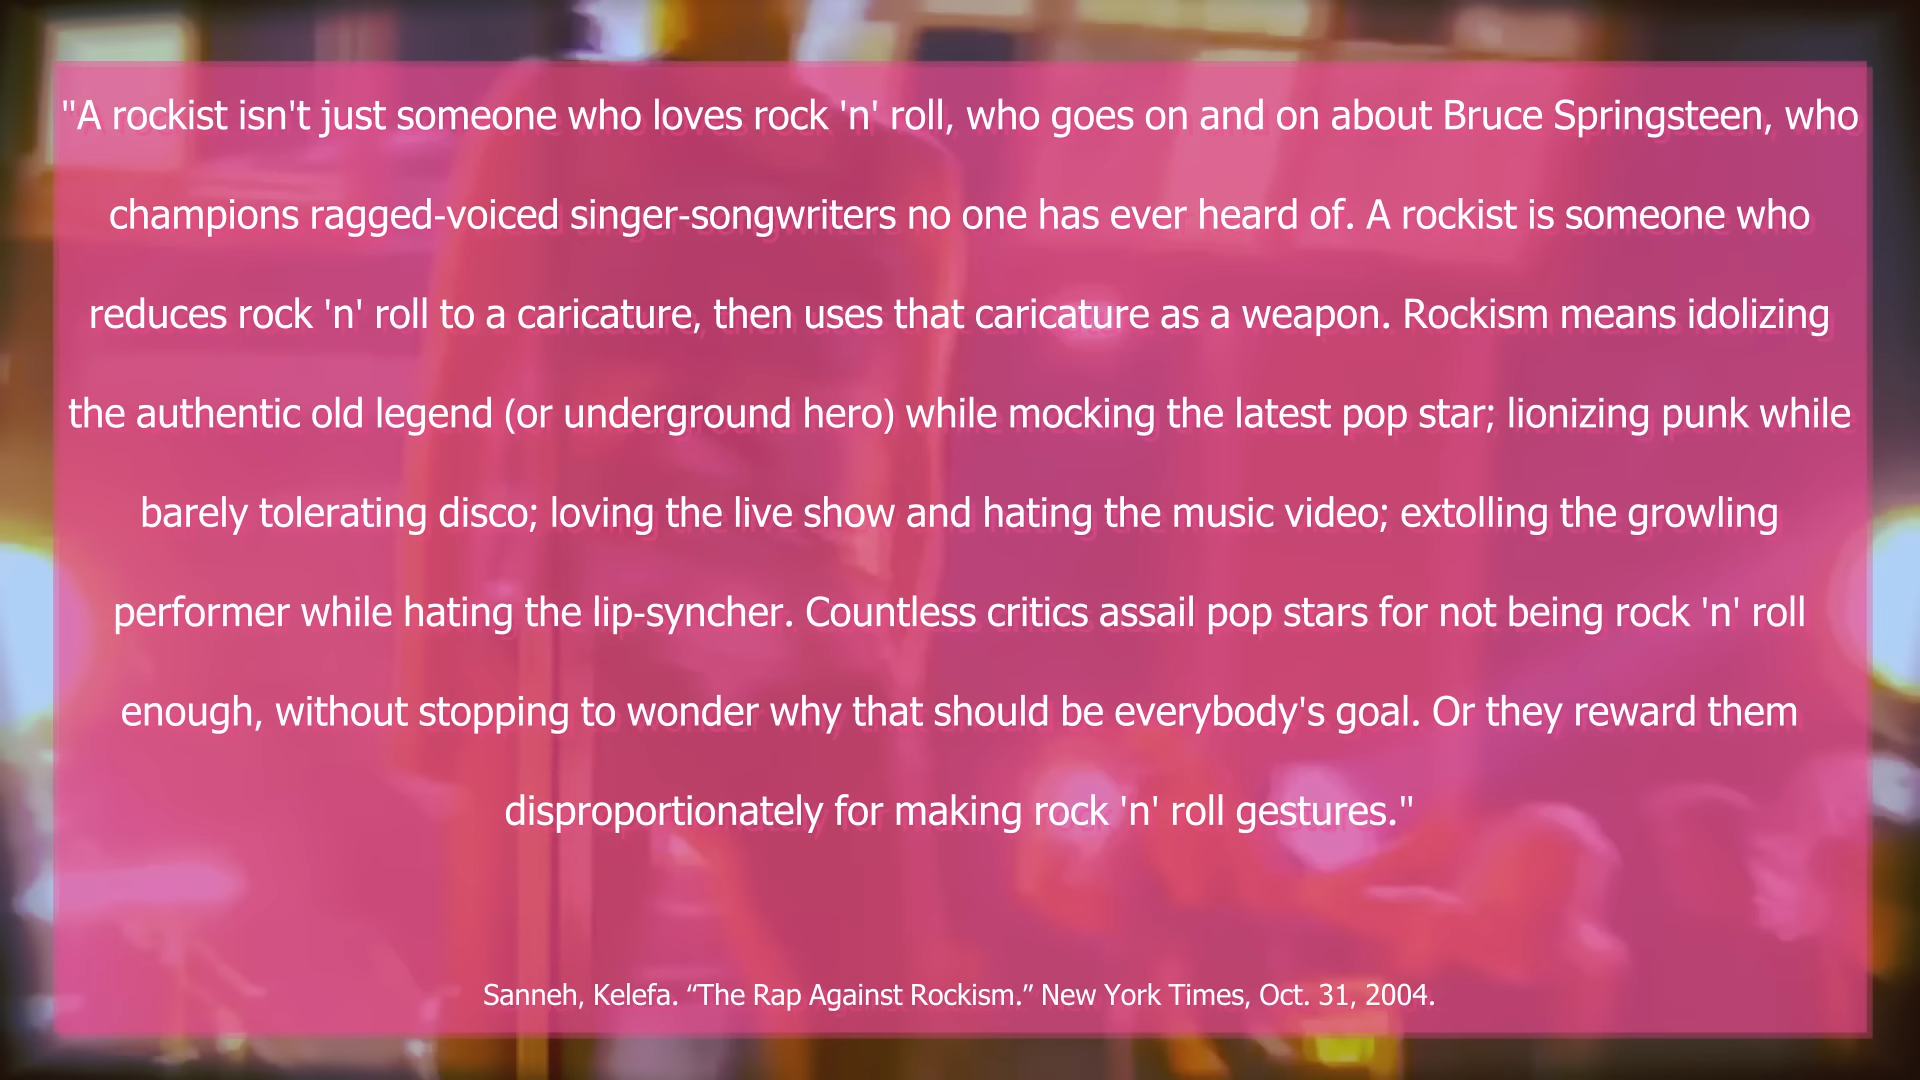 "A rockist isn't just someone who loves rock 'n' roll, who goes on and on about Bruce Springsteen, who
champions ragged-voiced singer-songwriters no one has ever heard of. A rockist is someone who
reduces rock 'n' roll to a caricature, then uses that caricature as a weapon. Rockism means idolizing
the authentic old legend (or underground hero) while mocking the latest pop star; lionizing punk while
barely tolerating disco; loving the live show and hating the music video; extolling the growling
performer while hating the lip-syncher. Countless critics assail pop stars for not being rock 'n' roll
enough, without stopping to wonder why that should be everybody's goal. Or they reward them
disproportionately for making rock 'n' roll gestures."
Sanneh, Kelefa. “The Rap Against Rockism.” New York Times, Oct. 31, 2004.